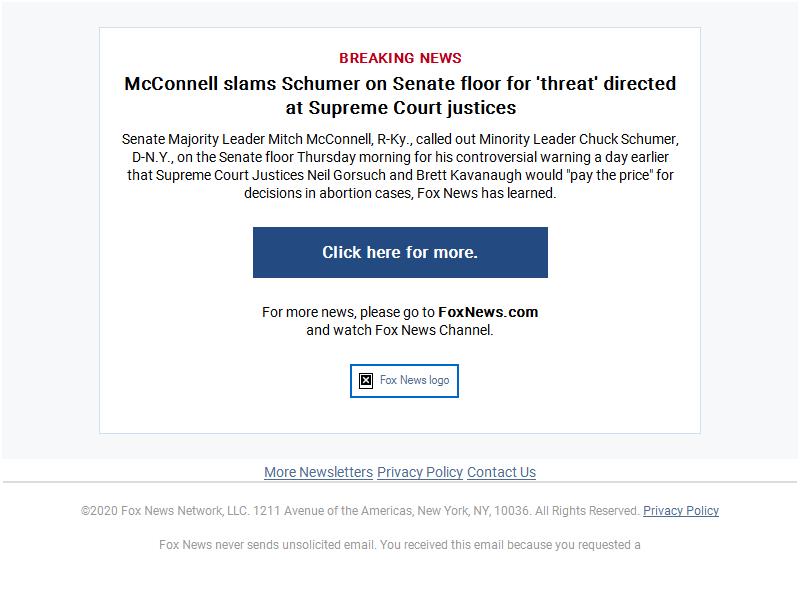 BREAKING NEWS
McConnell slams Schumer on Senate floor for 'threat' directed
at Supreme Court justices
Senate Majority Leader Mitch McConnell, R-Ky., called out Minority Leader Chuck Schumer,
D-N.Y., on the Senate floor Thursday morning for his controversial warning a day earlier
that Supreme Court Justices Neil Gorsuch and Brett Kavanaugh would "pay the price" for
decisions in abortion cases, Fox News has learned.
Click here for more.
For more news, please go to FoxNews.com
and watch Fox News Channel.
Fox News logo
More Newsletters Privacy Policy Contact Us
©2020 Fox News Network, LLC. 1211 Avenue of the Americas, New York, NY, 10036. All Rights Reserved. Privacy Policy
Fox News never sends unsolicited email. You received this email because you requested a